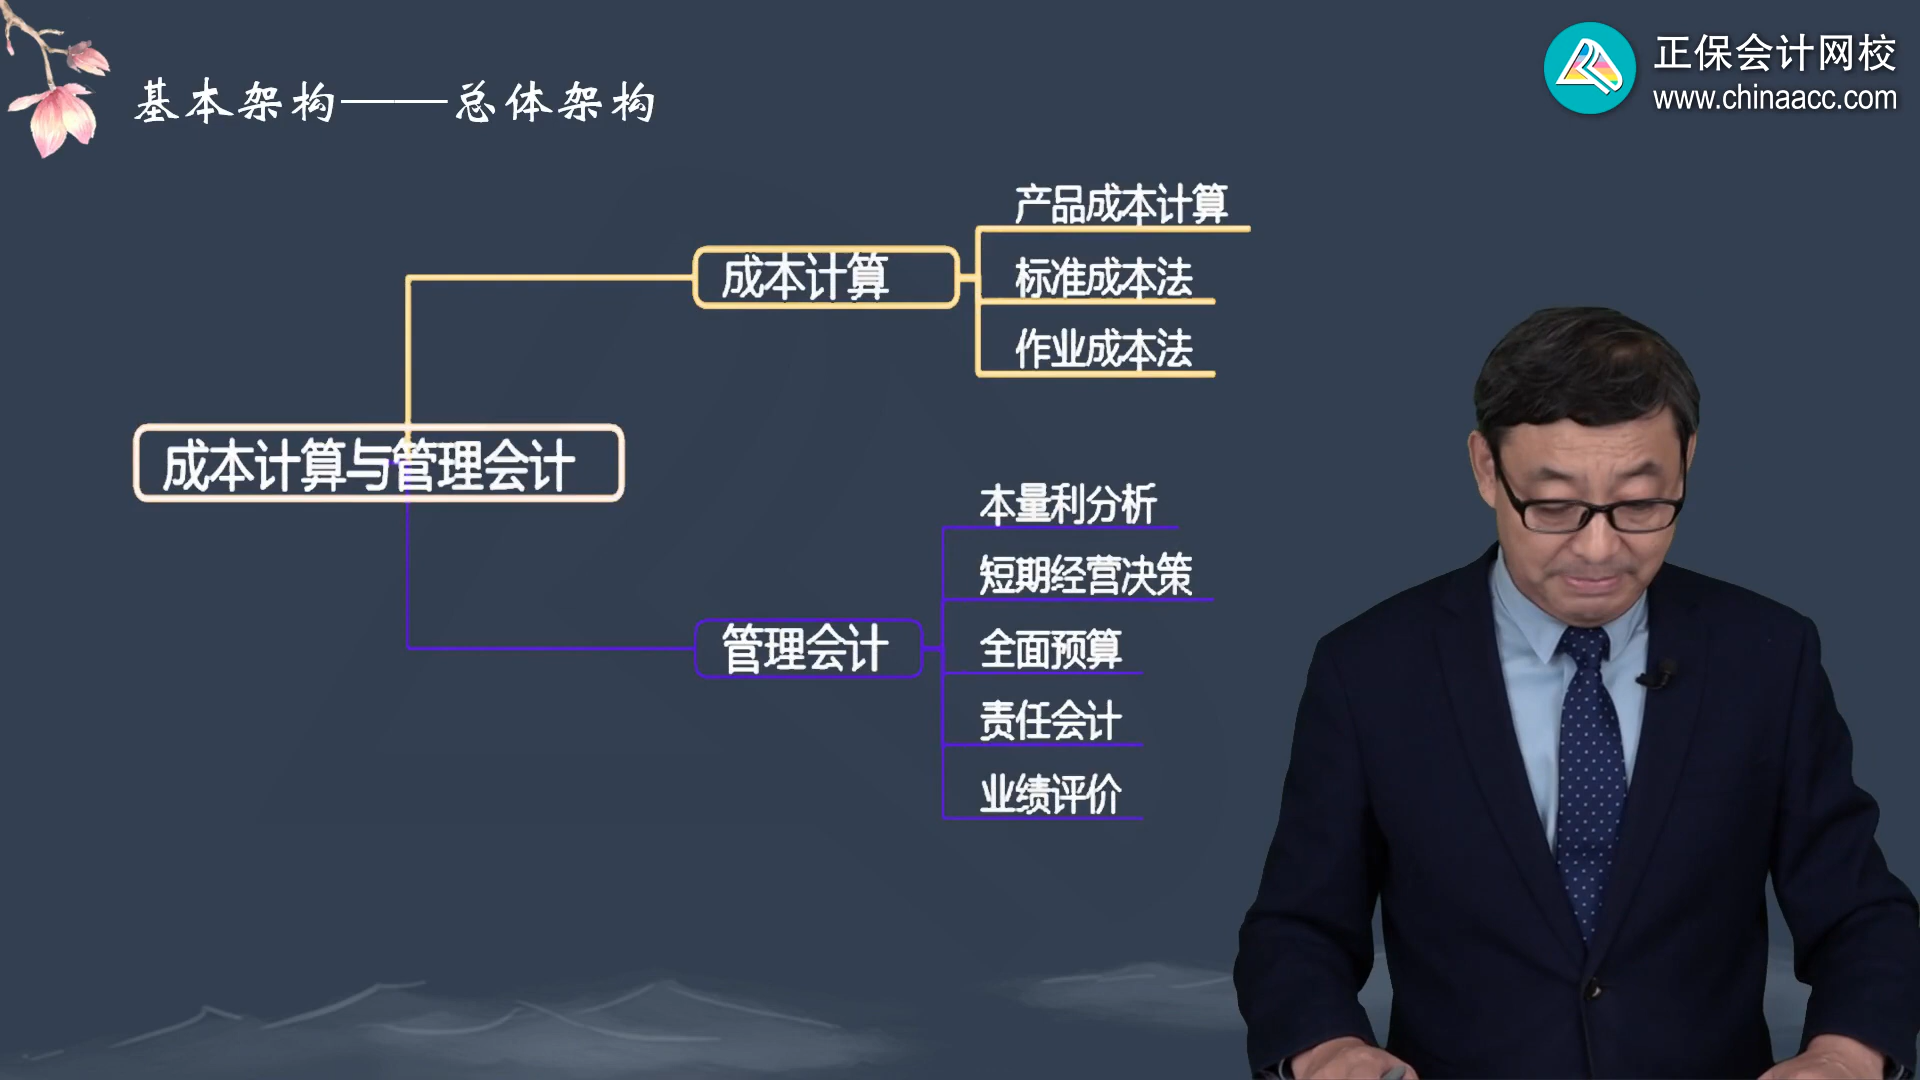 基本架构——总体架构
正保会计网校
www.chinaacc.com
成本计算与管理会计
成本计算
产品成本计算
标准成本法
作业成本法
管理会计
本量利分析
短期经营决策
全面预算
责任会计
业绩评价